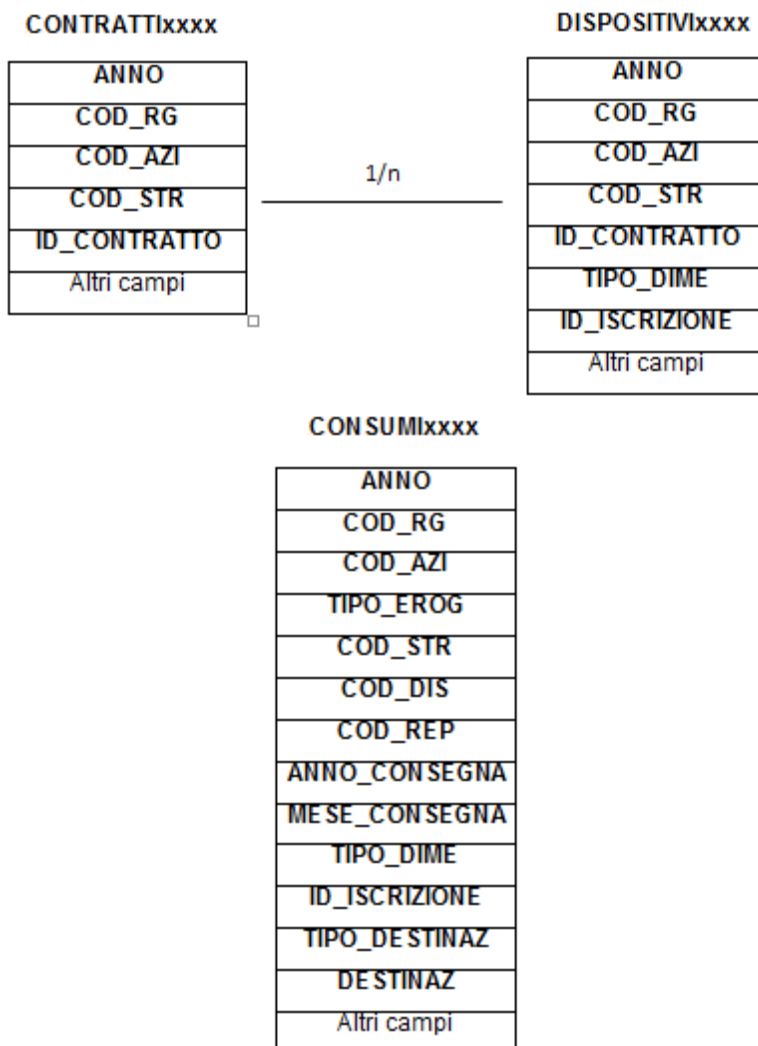 CONTRATTIxxxx
ANNO
COD_RG
COD_AZI
COD_STR
ID_CONTRATTO
Altri campi
1/n
DISPOSITIVIxxxx
ANNO
COD_RG
COD_AZI
COD_STR
ID_CONTRATTO
TIPO_DIME
ID_ISCRIZIONE
Altri campi
CONSUMIxxxx
ANNO
COD_RG
COD_AZI
TIPO_EROG
COD_STR
COD_DIS
COD_REP
ANNO_CONSEGNA
MESE_CONSEGNA
TIPO_DIME
ID_ISCRIZIONE
TIPO_DESTINAZ
DESTINAZ
Altri campi